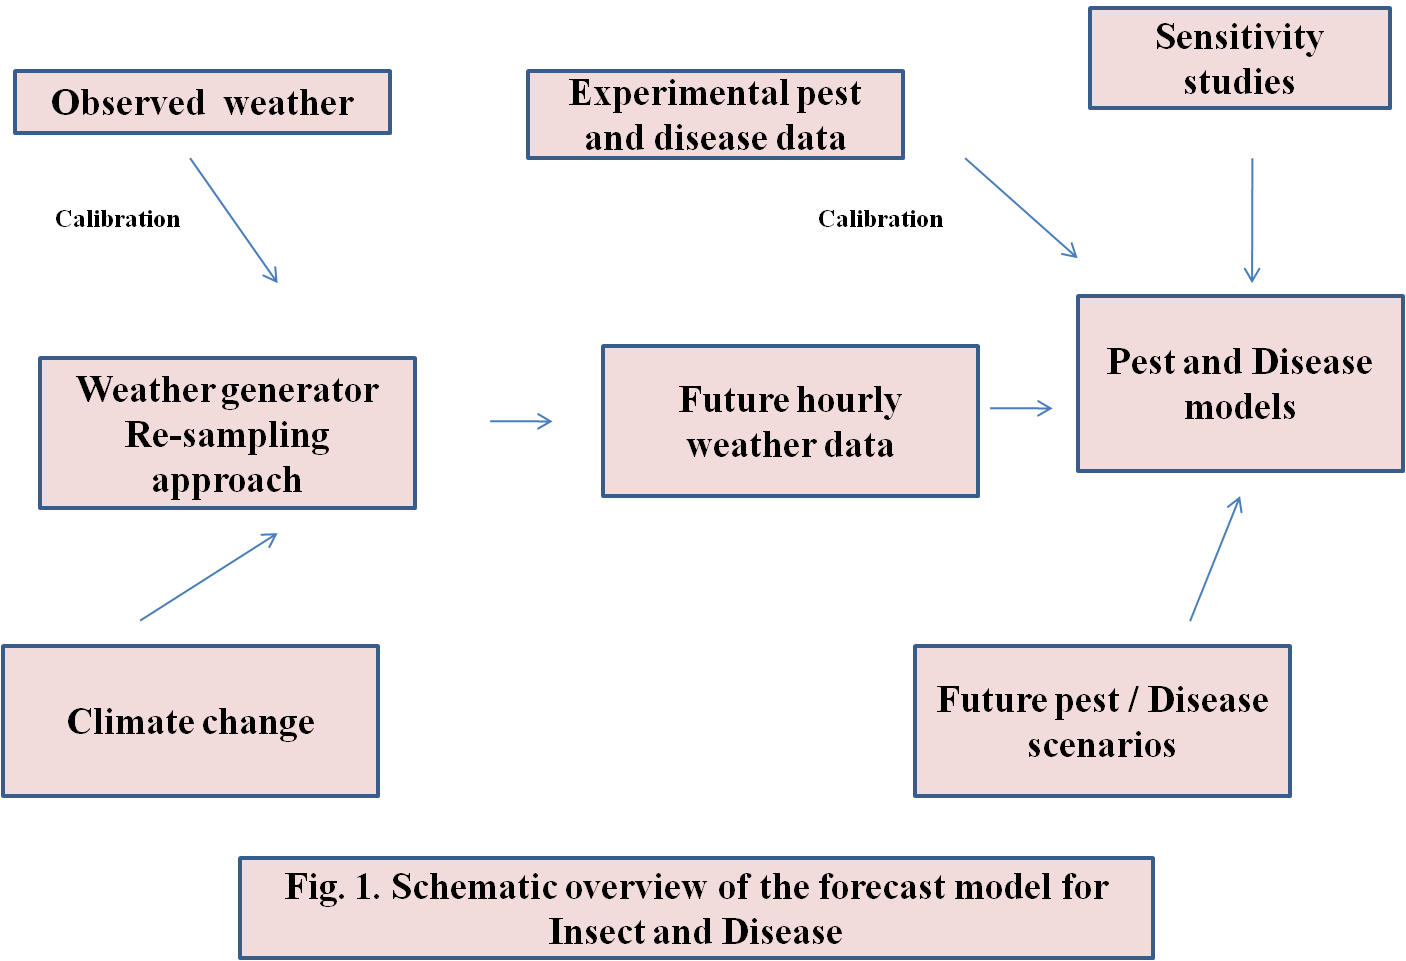 Sensitivity
studies
Observed weather
Experimental pest
and disease data
Calibration
Calibration
Weather generator
Re-sampling
approach
Future hourly
weather data
Pest and Disease
models
Climate change
Future pest / Disease
scenarios
Fig. 1. Schematic overview of the forecast model for
Insect and Disease